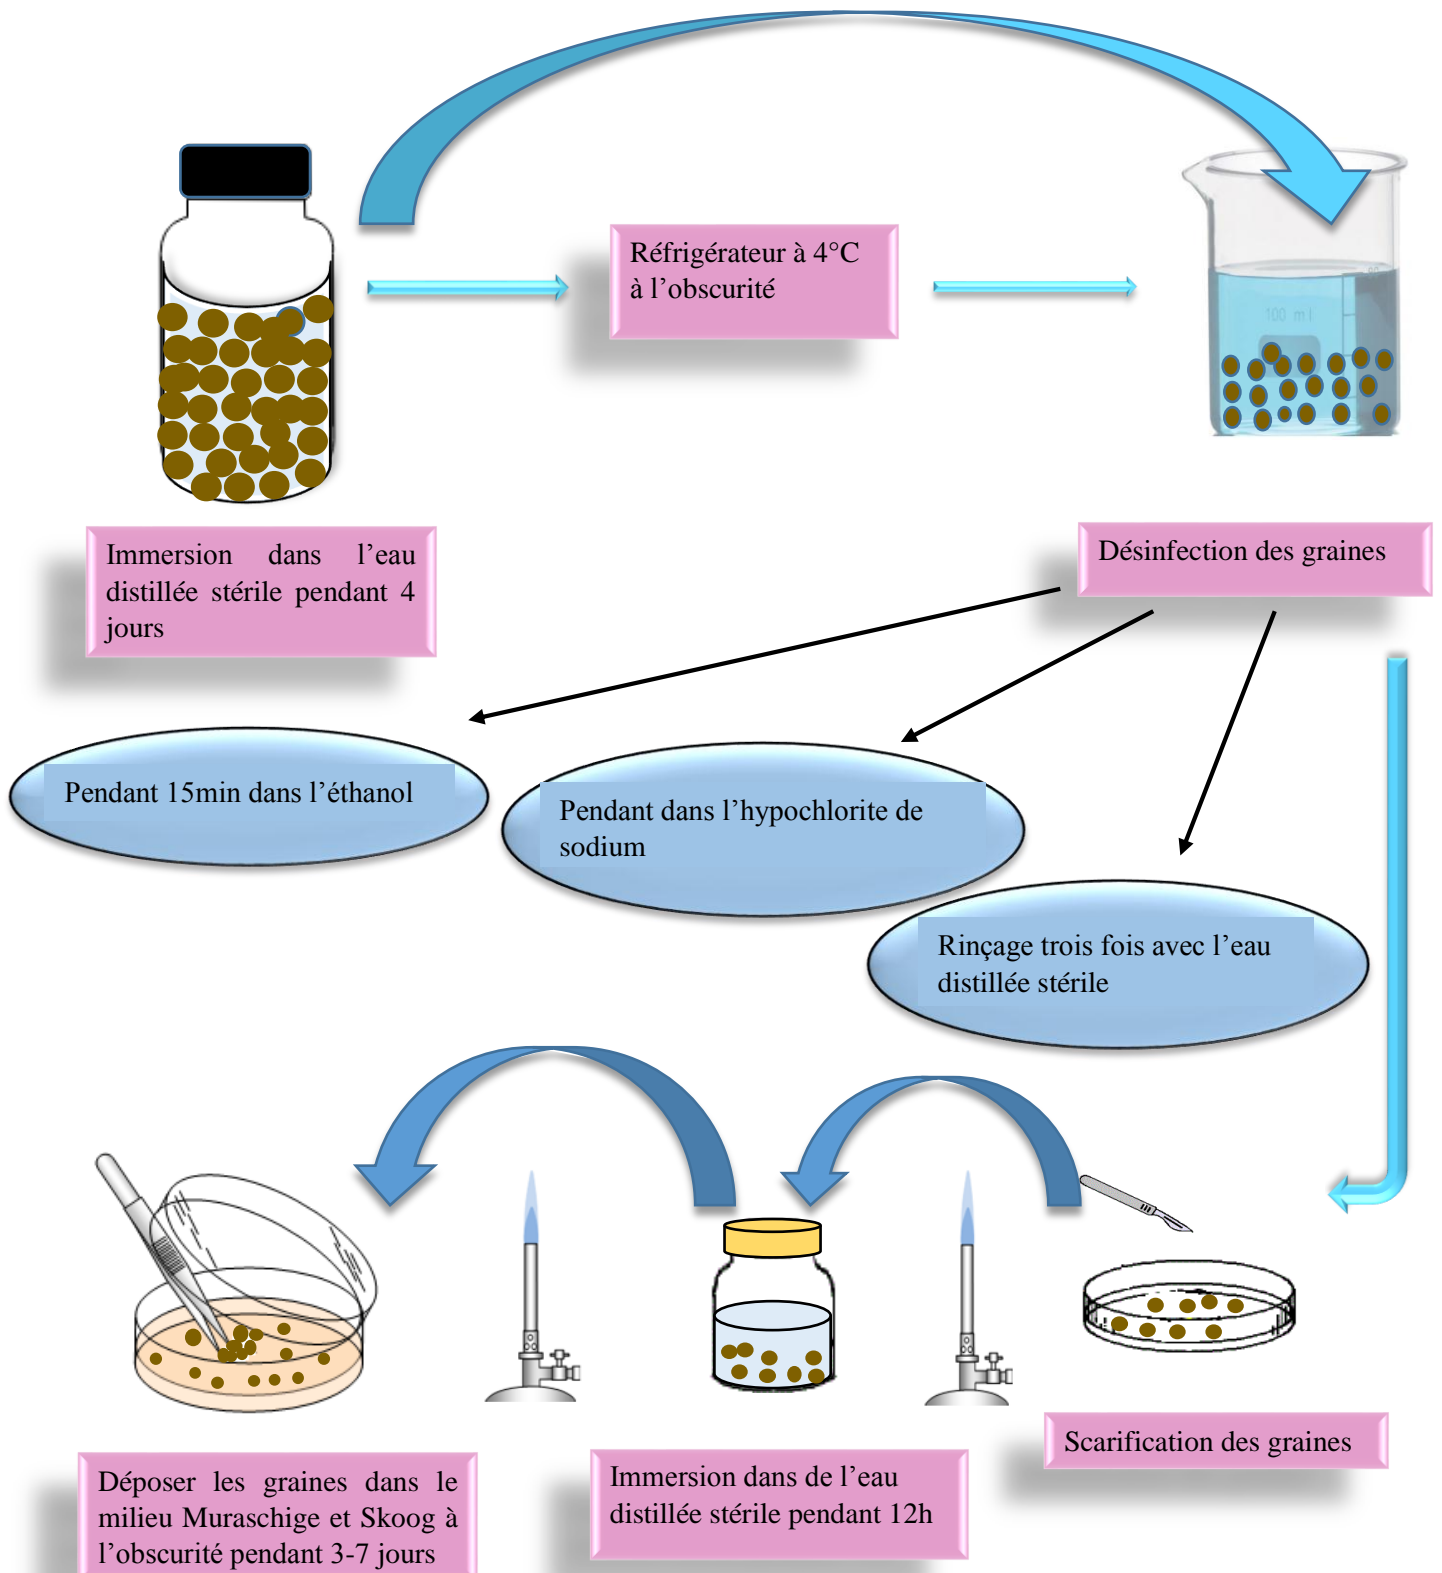 Réfrigérateur à 4°C
à l’obscurité
100 ml
Immersion dans l’eau
distillée stérile pendant 4
jours
Désinfection des graines
Pendant 15min dans l’éthanol
Pendant dans l’hypochlorite de
sodium
Rinçage trois fois avec l’eau
distillée stérile
Scarification des graines
Immersion dans de l’eau
distillée stérile pendant 12h
Déposer les graines dans le
milieu Muraschige et Skoog à
l’obscurité pendant 3-7 jours